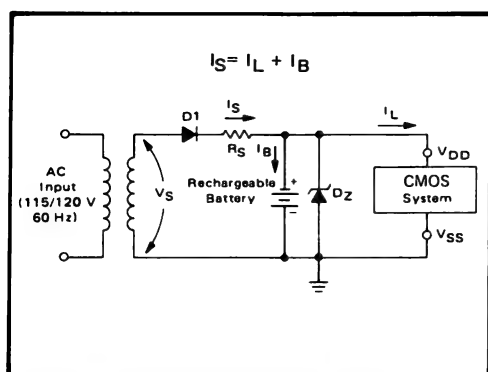 IS= IL + IB
D1
IS
RS
IB
IL
VDD
AC
Input
(115/120 V
60 Hz)
VS
Rechargeable
Battery
+
−
DZ
CMOS
System
VSS